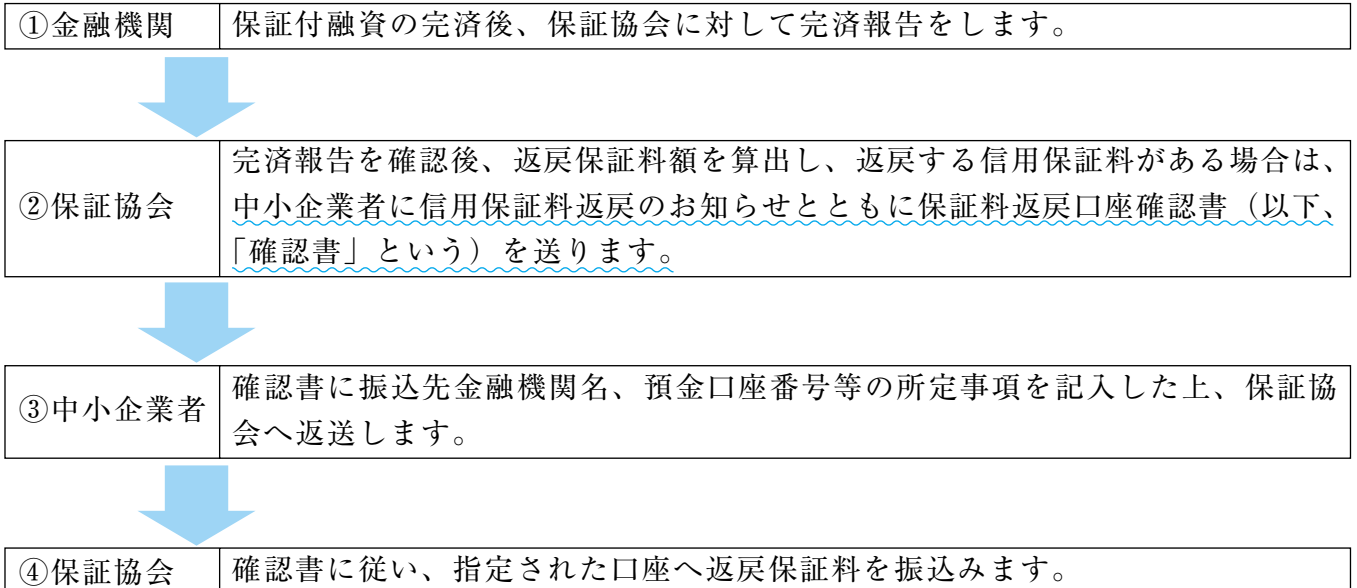 ①金融機関 保証付融資の完済後、保証協会に対して完済報告をします。
完済報告を確認後、返戻保証料額を算出し、返戻する信用保証料がある場合は、
②保証協会 中小企業者に信用保証料返戻のお知らせとともに保証料返戻口座確認書（以下、
「確認書」という）を送ります。
③中小企業者 確認書に振込先金融機関名、預金口座番号等の所定事項を記入した上、保証協
会へ返送します。
④保証協会 確認書に従い、指定された口座へ返戻保証料を振込みます。